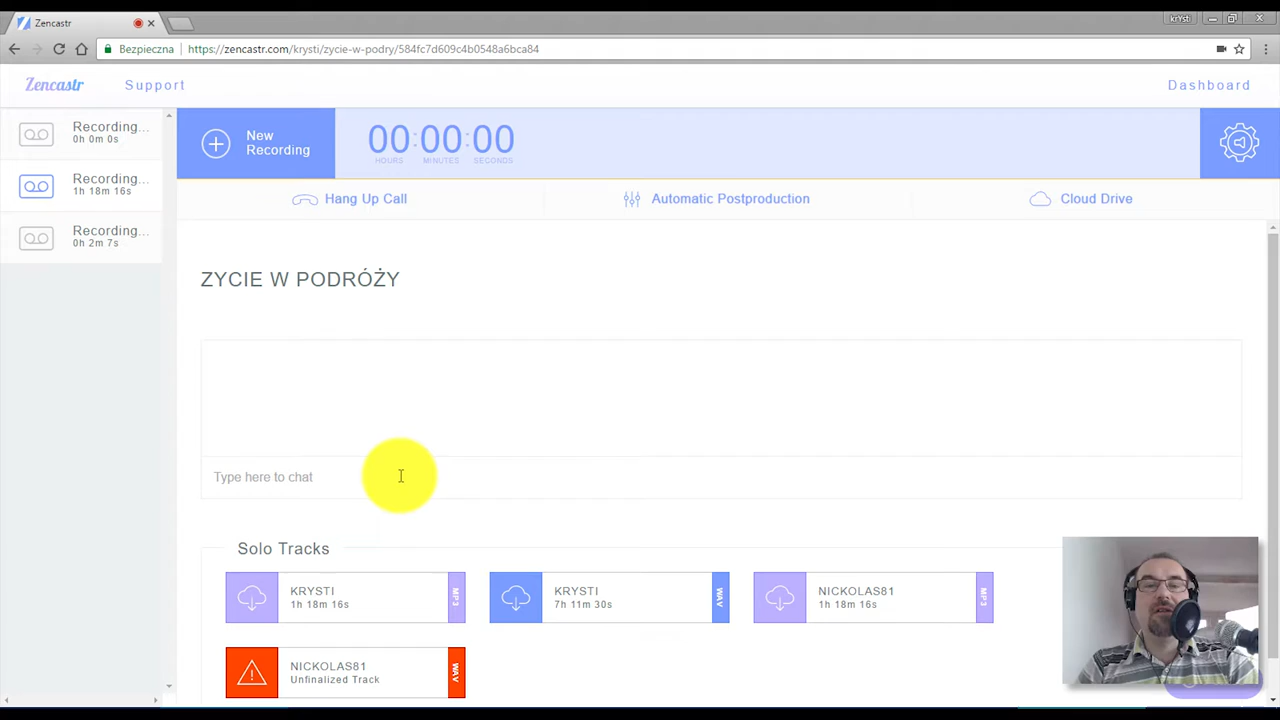 Zencastr
krysti
Bezpieczna
https://zencastr.com/krysti/zycie-w-podry/584fc7d609c4b0548a6bca84
Zencastr
Support
Dashboard
Recording...
0h 0m 0s
Recording...
1h 18m 16s
Recording...
0h 2m 7s
New
Recording
00:00:00
HOURS MINUTES SECONDS
Hang Up Call
Automatic Postproduction
Cloud Drive
ZYCIE W PODRÓŻY
Type here to chat
Solo Tracks
KRYSTI
1h 18m 16s
MP3
KRYSTI
7h 11m 30s
WAV
NICKOLAS81
1h 18m 16s
MP3
NICKOLAS81
Unfinalized Track
WAV